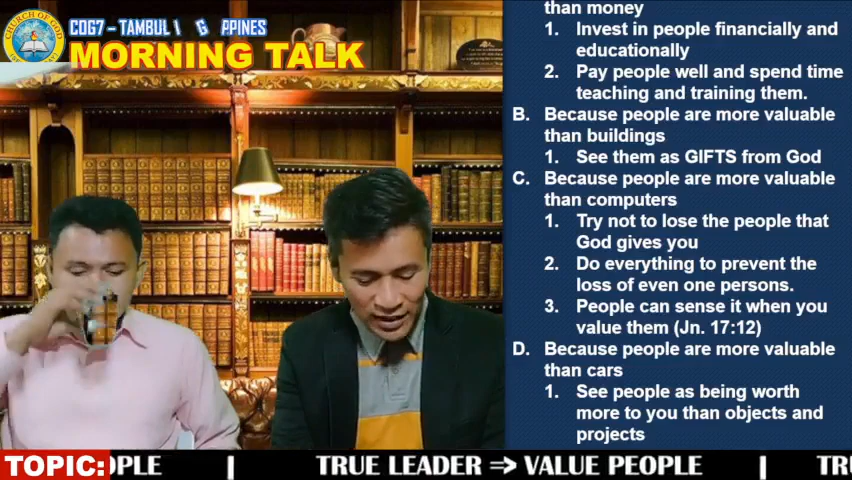 CHURCH OF GOD
COG7 - TAMBUL I G PPINES
MORNING TALK
than money
1. Invest in people financially and
educationally
2. Pay people well and spend time
teaching and training them.
B. Because people are more valuable
than buildings
1. See them as GIFTS from God
C. Because people are more valuable
than computers
1. Try not to lose the people that
God gives you
2. Do everything to prevent the
loss of even one persons.
3. People can sense it when you
value them (Jn. 17:12)
D. Because people are more valuable
than cars
1. See people as being worth
more to you than objects and
projects
TOPIC: OPLE | TRUE LEADER => VALUE PEOPLE | TRU